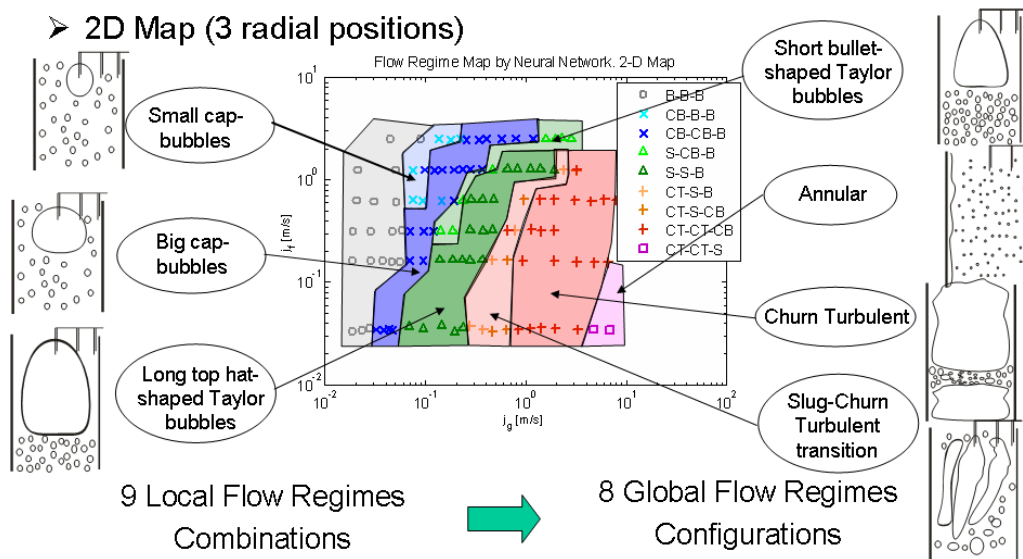 ➢ 2D Map (3 radial positions)
Flow Regime Map by Neural Network. 2-D Map
Small cap-
bubbles
Big cap-
bubbles
Long top hat-
shaped Taylor
bubbles
Short bullet-
shaped Taylor
bubbles
Annular
Churn Turbulent
Slug-Churn
Turbulent
transition
B-B-B
CB-B-B
CB-CB-B
S-CB-B
S-S-B
CT-S-B
CT-S-CB
CT-CT-CB
CT-CT-S
10^1
10^0
10^-1
10^-2
j_f [m/s]
10^-2 10^-1 10^0 10^1 10^2
j_g [m/s]
9 Local Flow Regimes
Combinations
8 Global Flow Regimes
Configurations